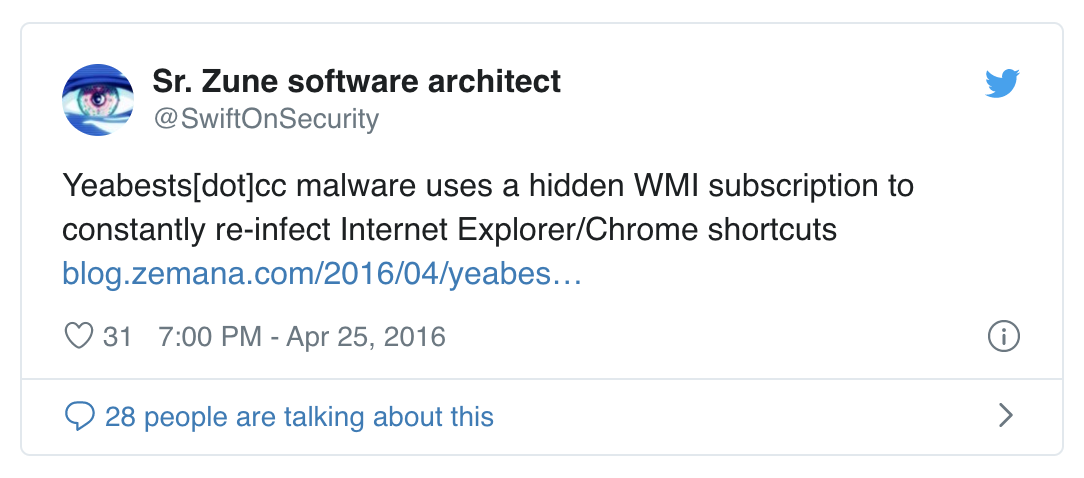 Sr. Zune software architect
@SwiftOnSecurity
Yeabests[dot]cc malware uses a hidden WMI subscription to
constantly re-infect Internet Explorer/Chrome shortcuts
blog.zemana.com/2016/04/yeabes…
31 7:00 PM - Apr 25, 2016
28 people are talking about this